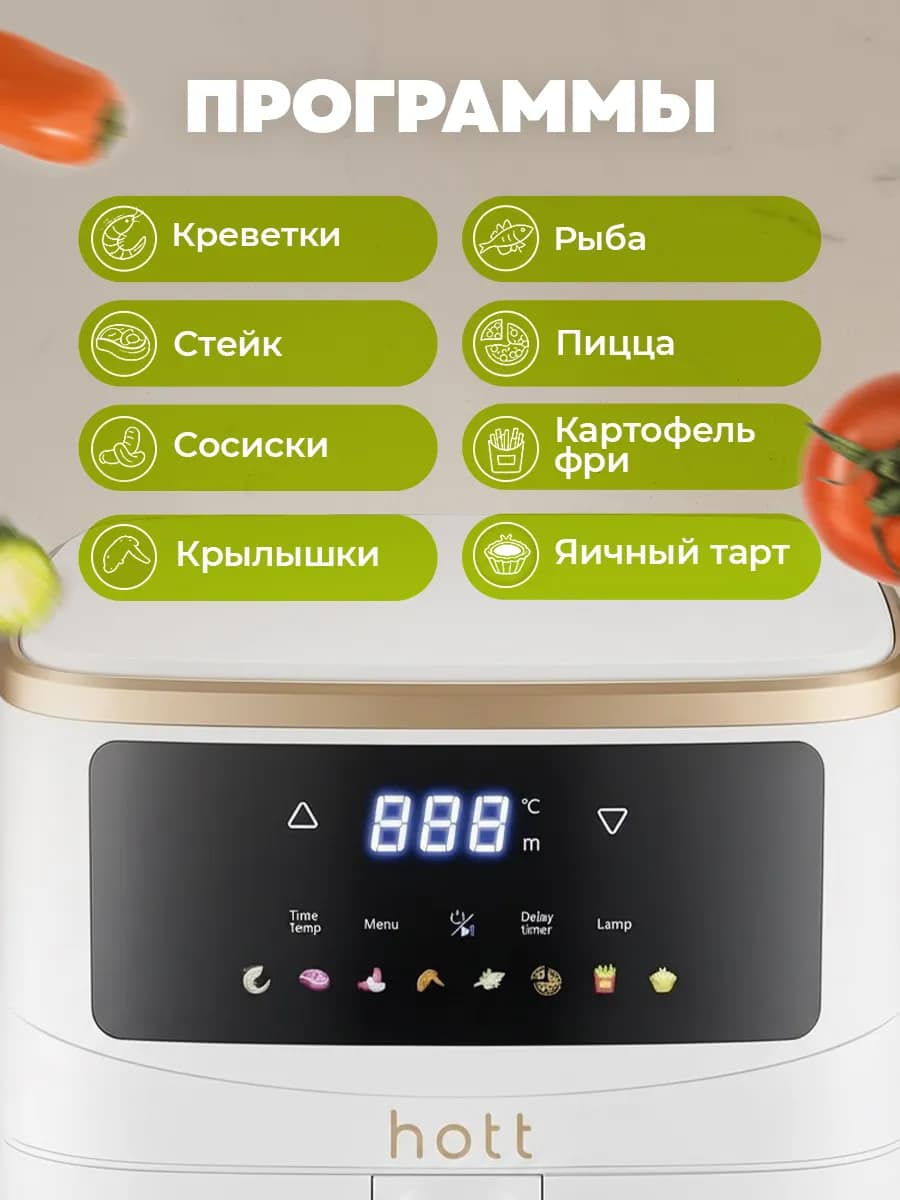 ПРОГРАММЫ
Креветки
Рыба
Стейк
Пицца
Сосиски
Картофель
фри
Крылышки
Яичный тарт
888
°C
m
Time
Temp
Menu
Delay
timer
Lamp
hott